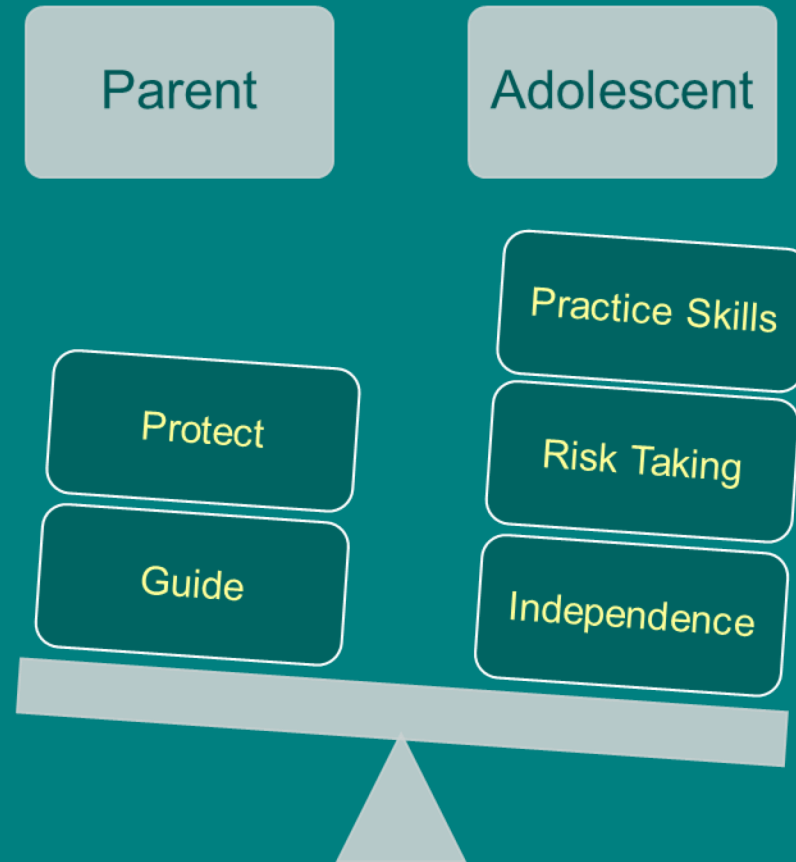 Parent
Adolescent
Practice Skills
Protect
Risk Taking
Guide
Independence